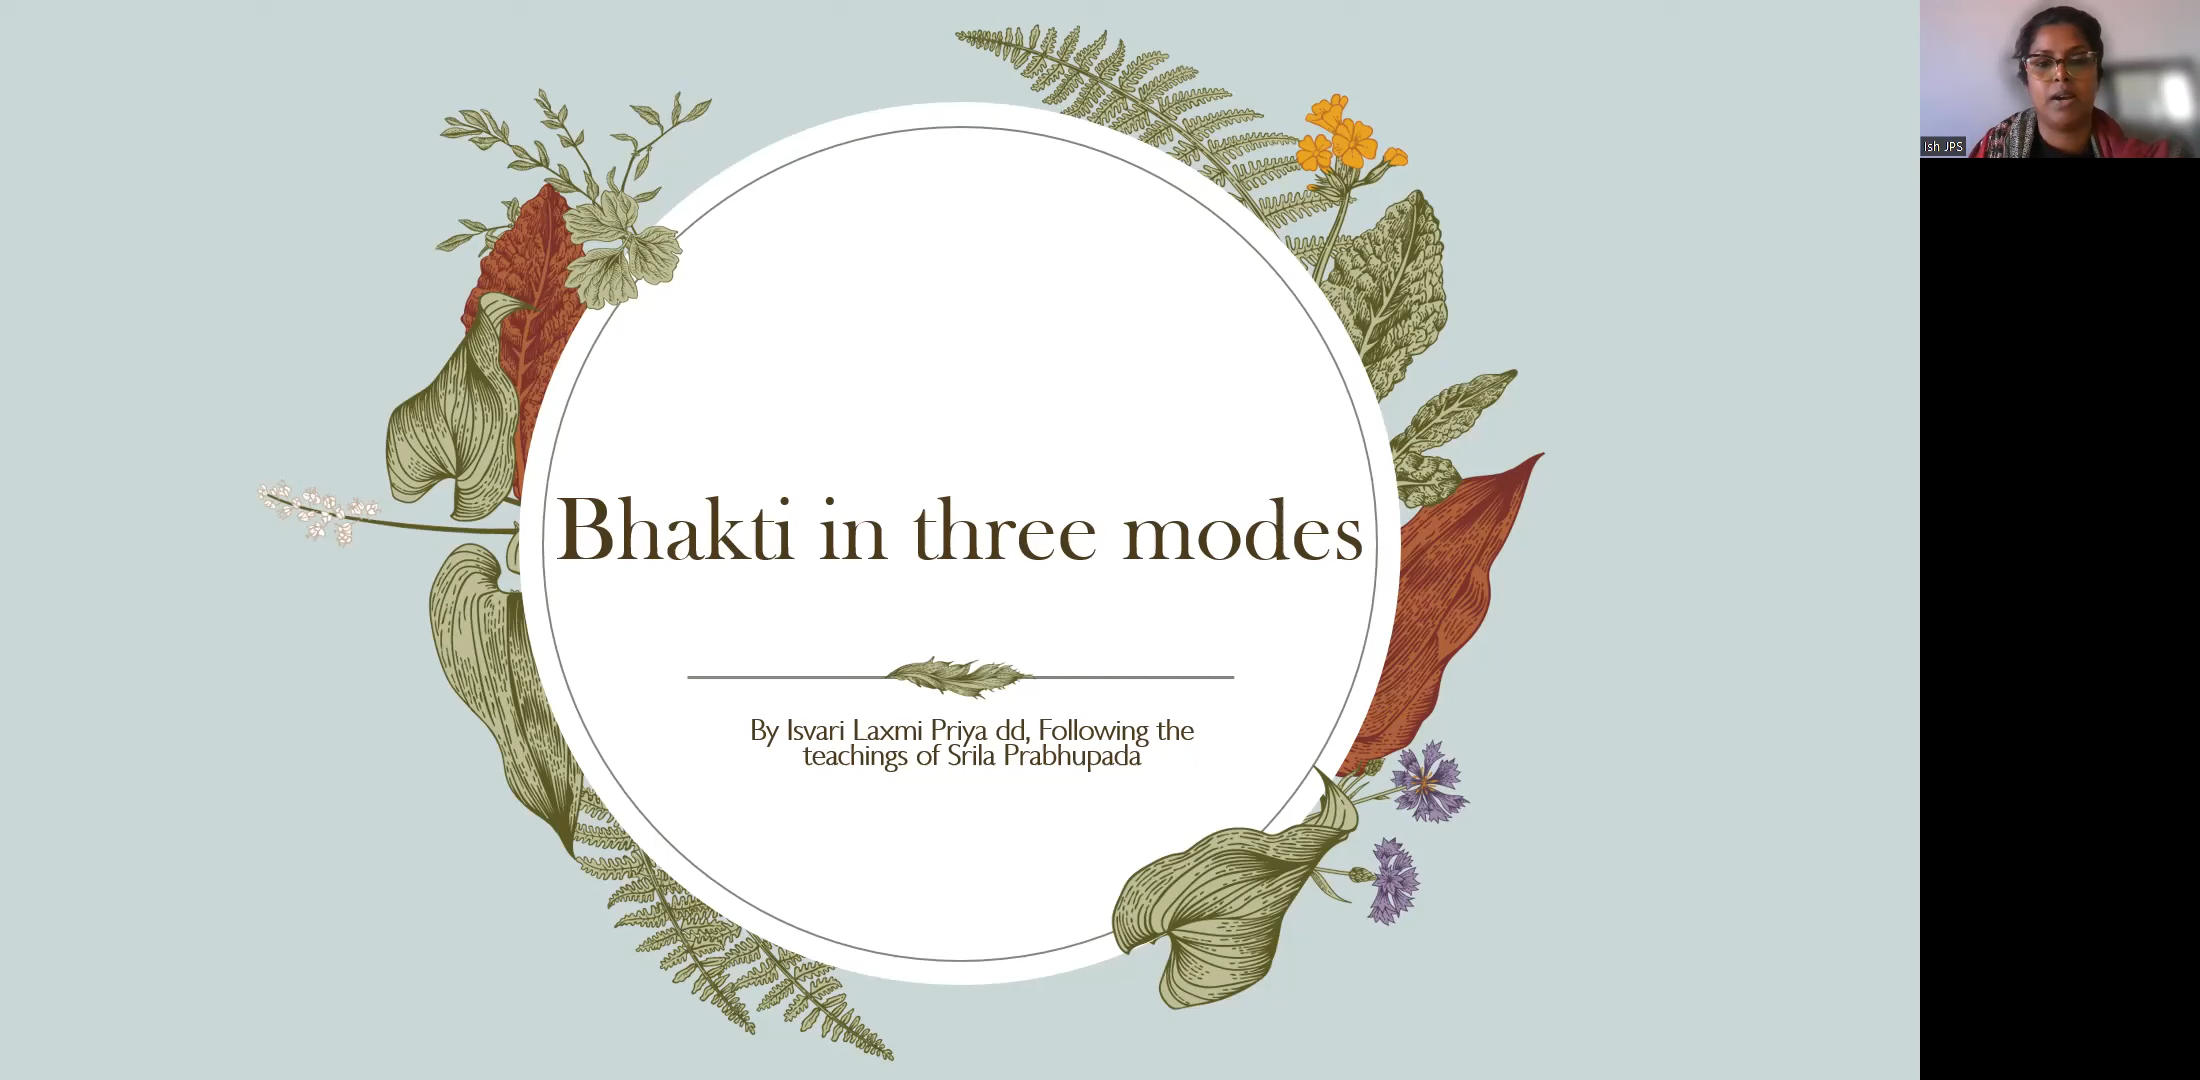 Bhakti in three modes
By Isvari Laxmi Priya dd, Following the
teachings of Srila Prabhupada
Ish JPS